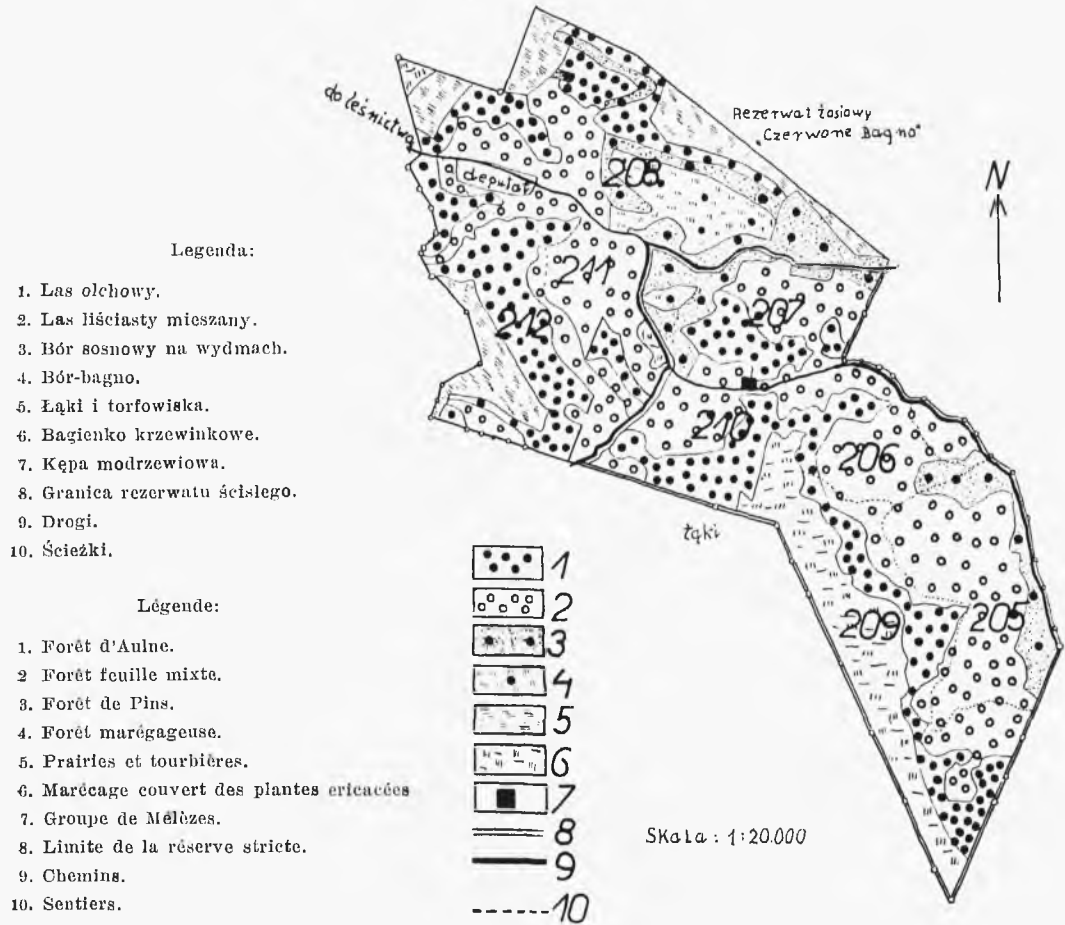 do leśnictwa
Rezerwat łosiowy
„Czerwone Bagno"
N
deputat
208
211
207
212
210
206
łąki
209
205
Legenda:
1. Las olchowy.
2. Las liściasty mieszany.
3. Bór sosnowy na wydmach.
4. Bór-bagno.
5. Łąki i torfowiska.
6. Bagienko krzewinkowe.
7. Kępa modrzewiowa.
8. Granica rezerwatu ścisłego.
9. Drogi.
10. Ścieżki.
Légende:
1. Forêt d'Aulne.
2 Forêt feuille mixte.
3. Forêt de Pins.
4. Forêt marégageuse.
5. Prairies et tourbières.
6. Marécage couvert des plantes ericacées
7. Groupe de Mélèzes.
8. Limite de la réserve stricte.
9. Chemins.
10. Sentiers.
1
2
3
4
5
6
7
8
9
10
Skala: 1:20.000